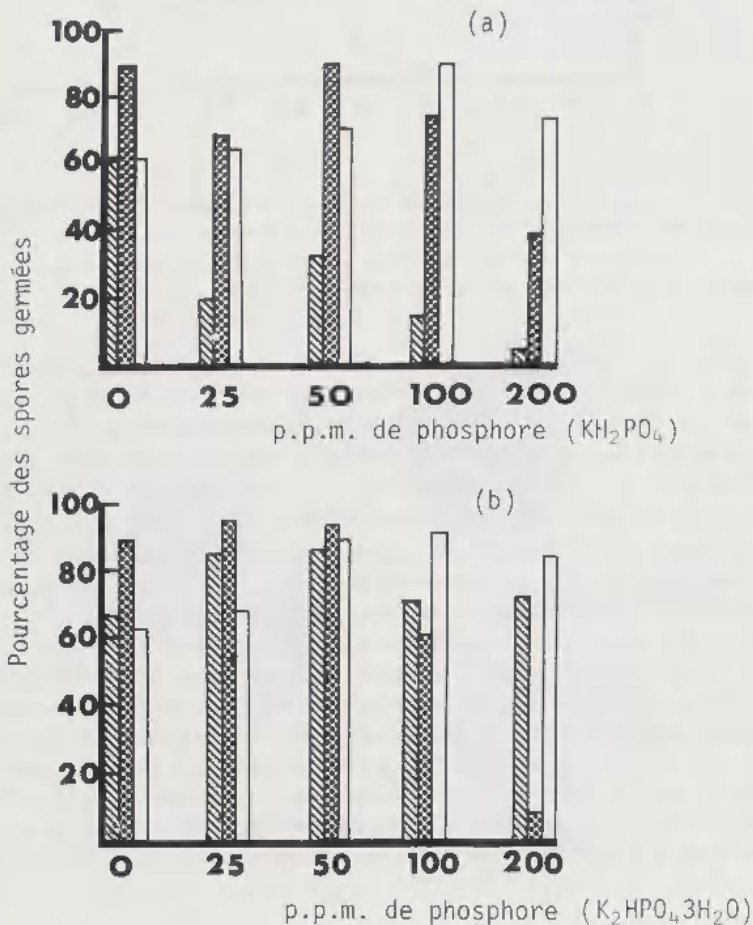 (a)
100
80
60
40
20
0 25 50 100 200
p.p.m. de phosphore (KH₂PO₄)
Pourcentage des spores germées
(b)
100
80
60
40
20
0 25 50 100 200
p.p.m. de phosphore (K₂HPO₄3H₂O)